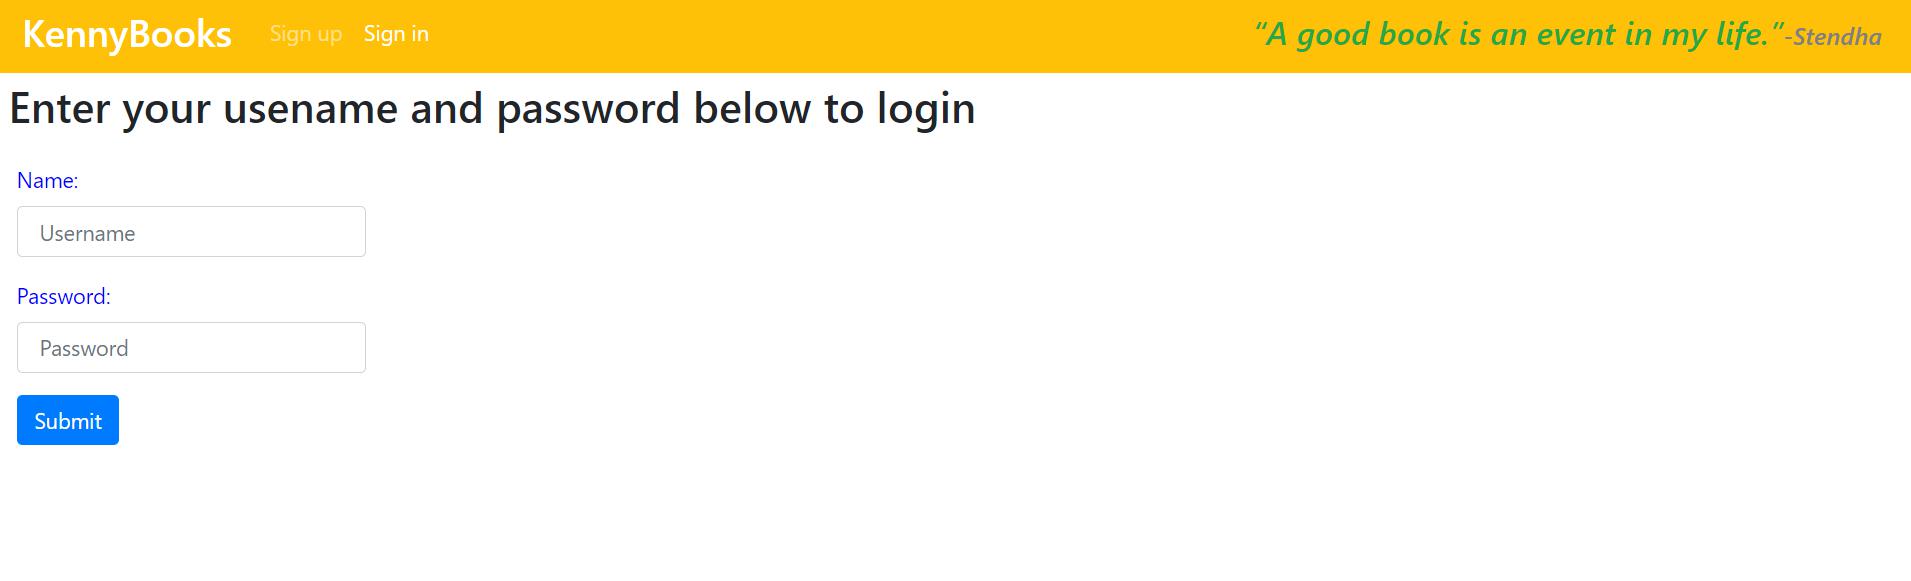 KennyBooks Sign up Sign in “A good book is an event in my life.”-Stendha
Enter your usename and password below to login
Name:
Username
Password:
Password
Submit